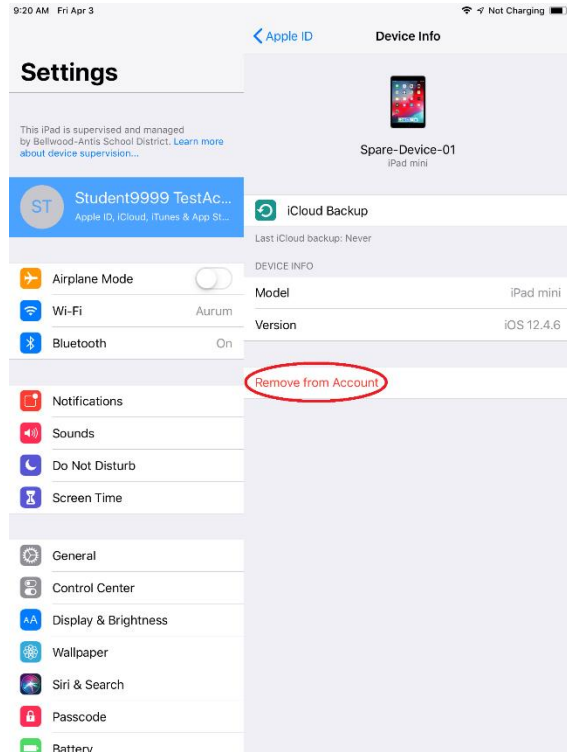 9:20 AM Fri Apr 3
Not Charging
Apple ID
Device Info
Settings
This iPad is supervised and managed
by Bellwood-Antis School District. Learn more
about device supervision...
Spare-Device-01
iPad mini
ST
Student9999 TestAc...
Apple ID, iCloud, iTunes & App St...
iCloud Backup
Last iCloud backup: Never
DEVICE INFO
Model iPad mini
Version iOS 12.4.6
Remove from Account
Airplane Mode
Wi-Fi Aurum
Bluetooth On
Notifications
Sounds
Do Not Disturb
Screen Time
General
Control Center
AA Display & Brightness
Wallpaper
Siri & Search
Passcode
Battery